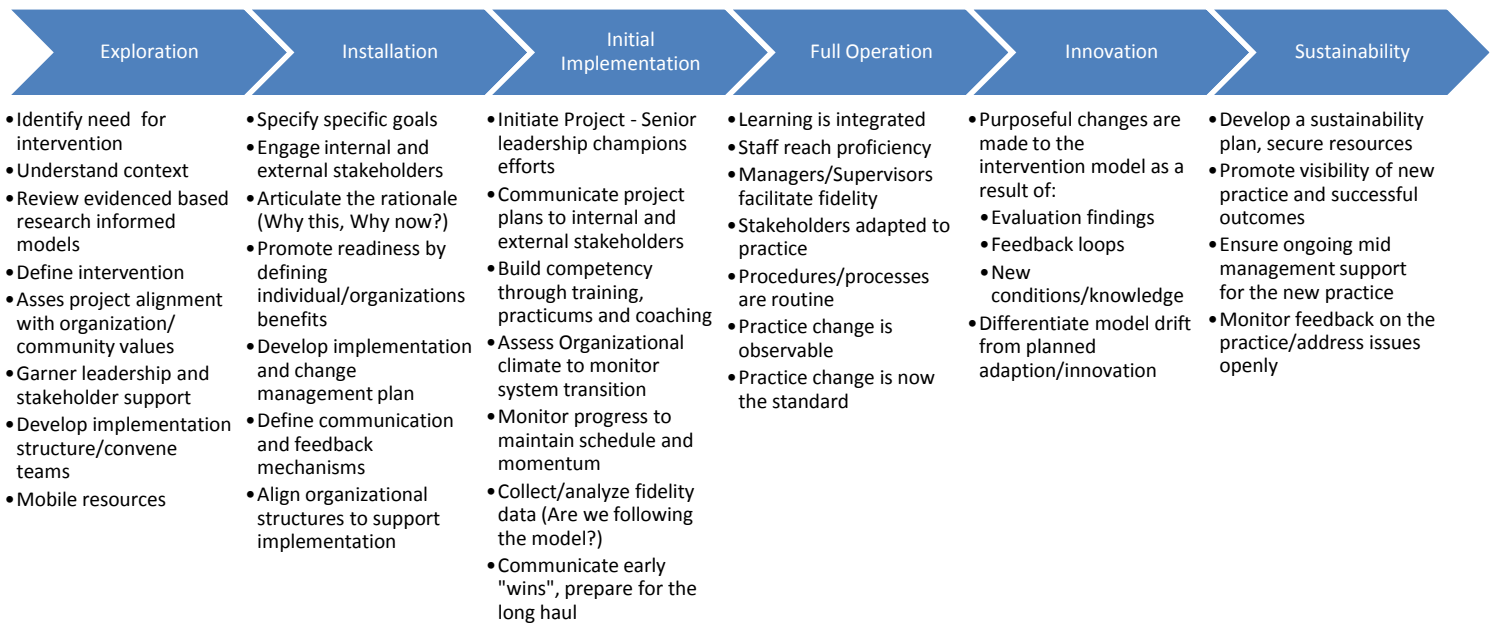 Exploration
Installation
Initial
Implementation
Full Operation
Innovation
Sustainability
•Identify need for
intervention
•Understand context
•Review evidenced based
research informed
models
•Define intervention
•Asses project alignment
with organization/
community values
•Garner leadership and
stakeholder support
•Develop implementation
structure/convene
teams
•Mobile resources
•Specify specific goals
•Engage internal and
external stakeholders
•Articulate the rationale
(Why this, Why now?)
•Promote readiness by
defining
individual/organizations
benefits
•Develop implementation
and change
management plan
•Define communication
and feedback
mechanisms
•Align organizational
structures to support
implementation
•Initiate Project - Senior
leadership champions
efforts
•Communicate project
plans to internal and
external stakeholders
•Build competency
through training,
practicums and coaching
•Assess Organizational
climate to monitor
system transition
•Monitor progress to
maintain schedule and
momentum
•Collect/analyze fidelity
data (Are we following
the model?)
•Communicate early
"wins", prepare for the
long haul
•Learning is integrated
•Staff reach proficiency
•Managers/Supervisors
facilitate fidelity
•Stakeholders adapted to
practice
•Procedures/processes
are routine
•Practice change is
observable
•Practice change is now
the standard
•Purposeful changes are
made to the
intervention model as a
result of:
•Evaluation findings
•Feedback loops
•New
conditions/knowledge
•Differentiate model drift
from planned
adaption/innovation
•Develop a sustainability
plan, secure resources
•Promote visibility of new
practice and successful
outcomes
•Ensure ongoing mid
management support
for the new practice
•Monitor feedback on the
practice/address issues
openly